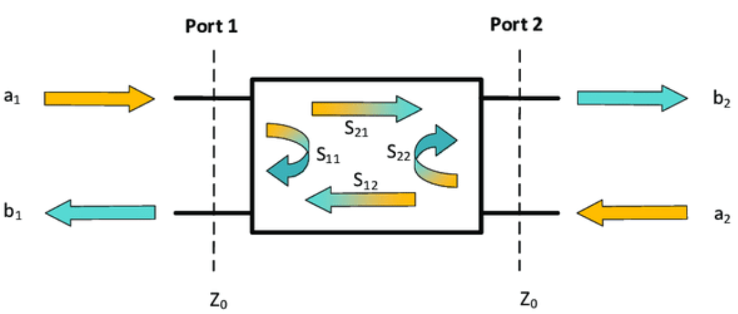 Port 1
Port 2
a₁
b₂
S₂₁
S₁₁
S₂₂
S₁₂
b₁
a₂
Z₀
Z₀